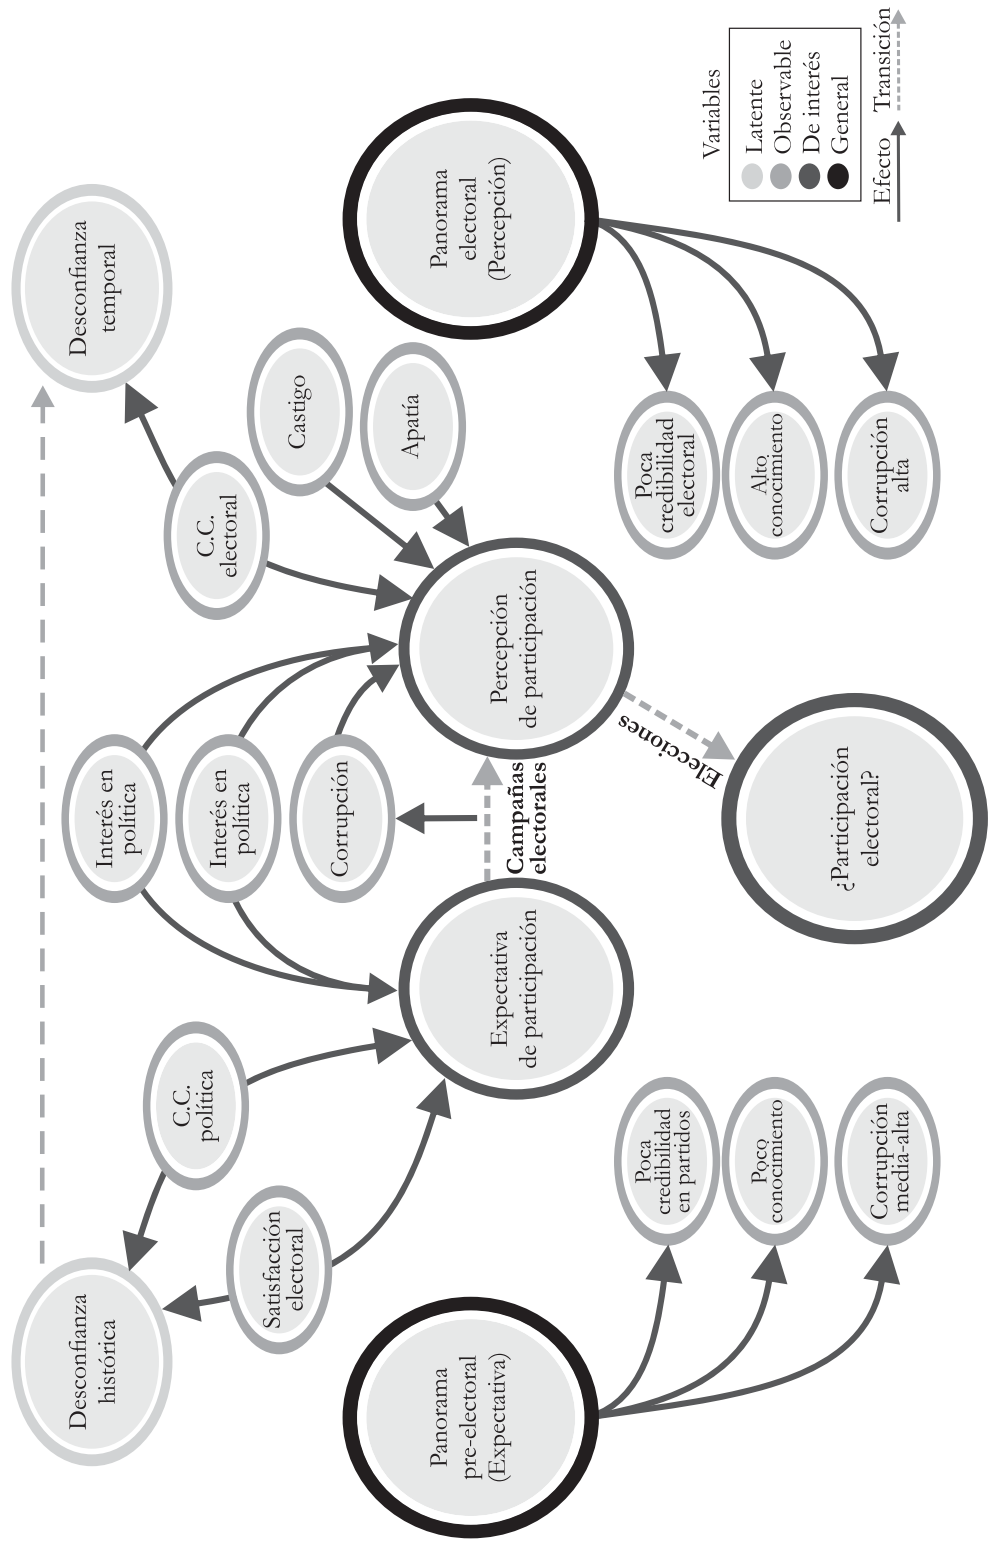 Desconfianza
histórica
Desconfianza
temporal
C.C.
política
Satisfacción
electoral
Interés en
política
Interés en
política
Corrupción
C.C.
electoral
Castigo
Apatía
Panorama
pre-electoral
(Expectativa)
Expectativa
de participación
Campañas
electorales
Percepción
de participación
Panorama
electoral
(Percepción)
Elecciones
¿Participación
electoral?
Poca
credibilidad
en partidos
Poco
conocimiento
Corrupción
media-alta
Poca
credibilidad
electoral
Alto
conocimiento
Corrupción
alta
Variables
Latente
Observable
De interés
General
Efecto Transición